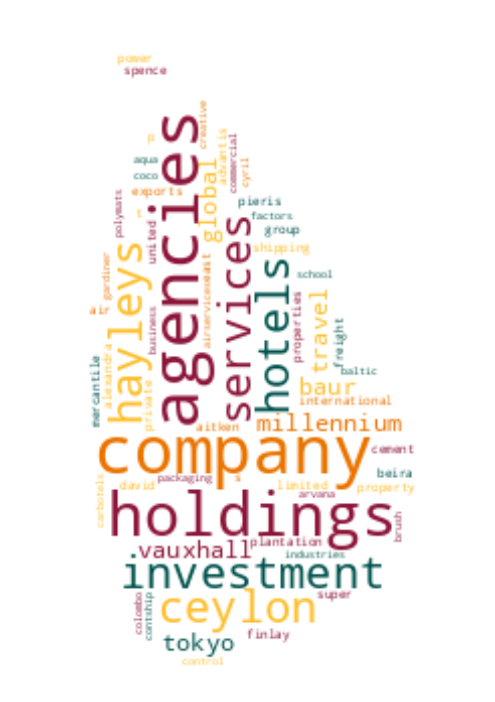 power
spence
creative
agencies
p
advantis
commercial
cyril
aqua
global
coco
exports
polymats
pieris
t
factors
united
services
group
hayleys
shipping
gardiner
airserviceseast
hotels
school
travel
properties
air
business
freight
mercantile
alexandra
baltic
private
baur
international
aitken
millennium
company
cement
beira
packaging
s
carbotels
david
limited
property
arvana
holdings
brush
plantation
vauxhall
industries
investment
super
colombo
contship
ceylon
finlay
tokyo
control